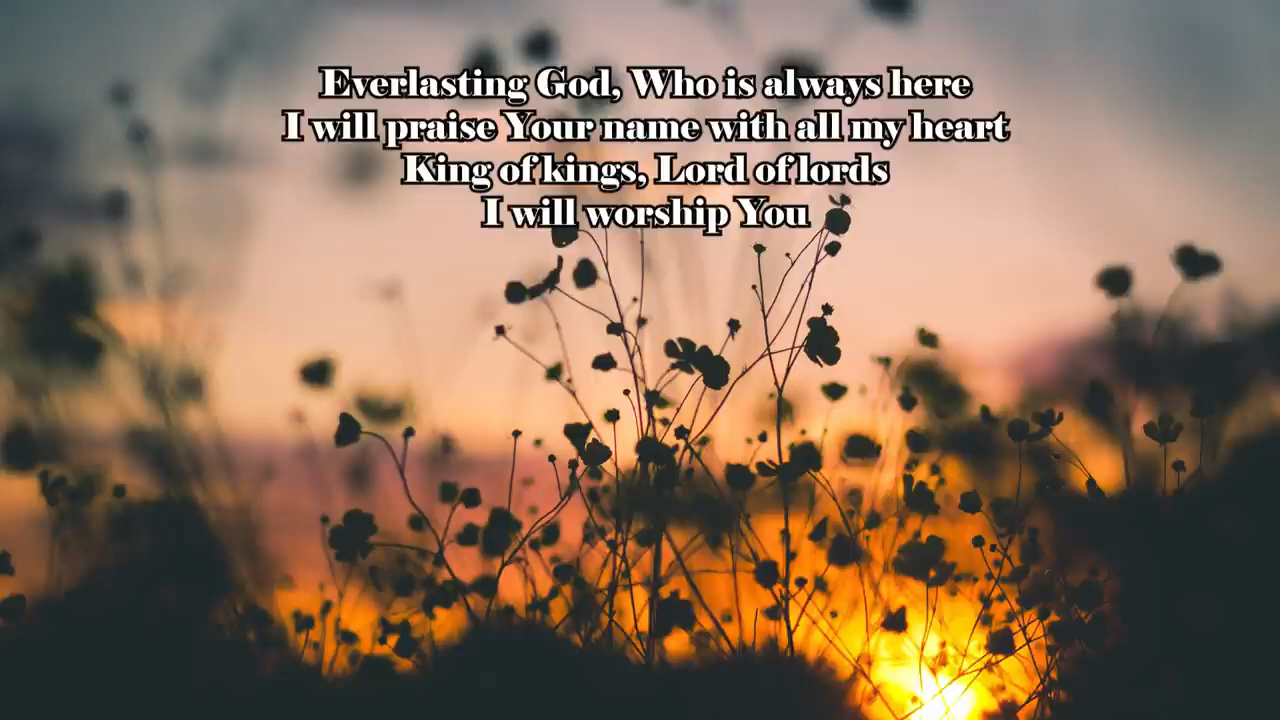 Everlasting God, Who is always here
I will praise Your name with all my heart
King of kings, Lord of lords
I will worship You